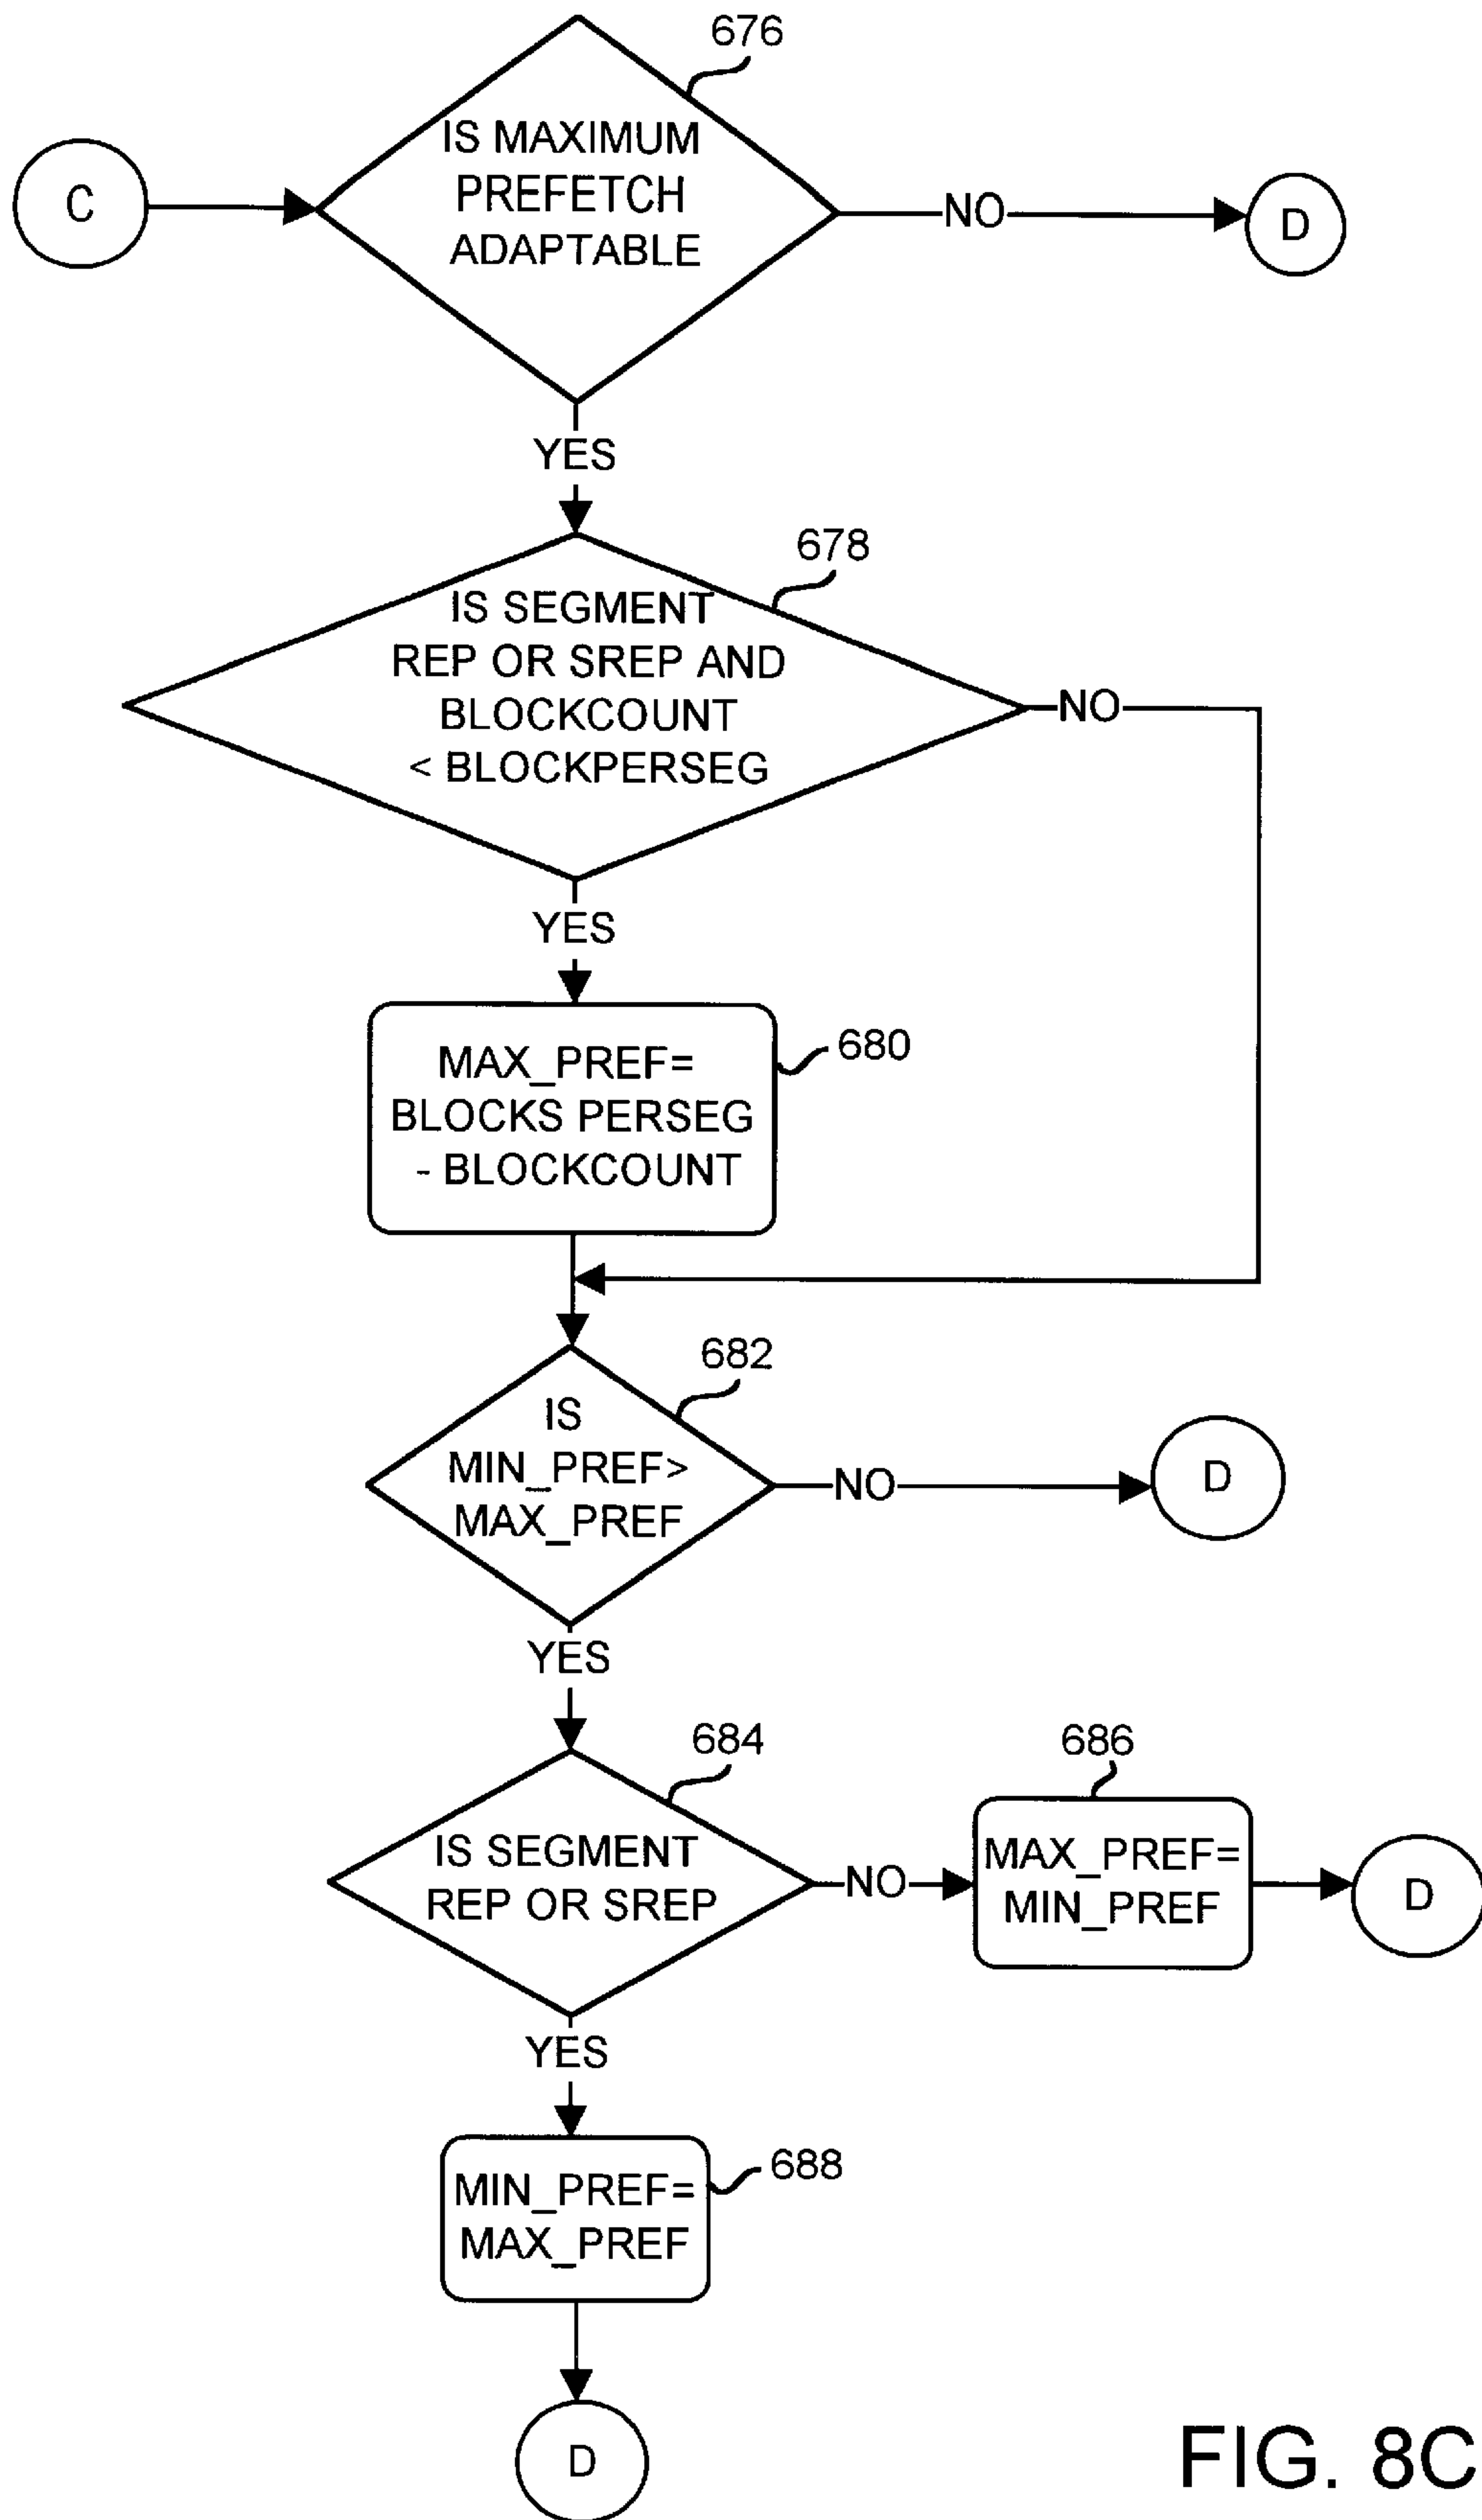 676
IS MAXIMUM
PREFETCH
ADAPTABLE
C
NO
D
YES
678
IS SEGMENT
REP OR SREP AND
BLOCKCOUNT
< BLOCKPERSEG
NO
YES
680
MAX_PREF=
BLOCKS PERSEG
- BLOCKCOUNT
682
IS
MIN_PREF>
MAX_PREF
NO
D
YES
684
IS SEGMENT
REP OR SREP
NO
686
MAX_PREF=
MIN_PREF
D
YES
688
MIN_PREF=
MAX_PREF
D
FIG. 8C